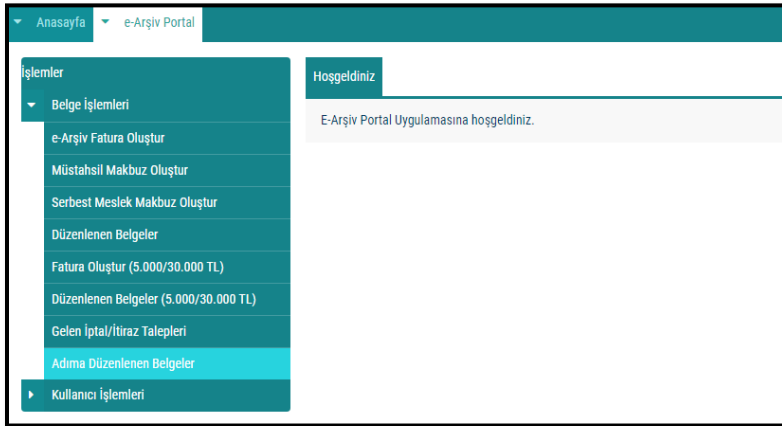 Anasayfa
e-Arşiv Portal
İşlemler
Belge İşlemleri
e-Arşiv Fatura Oluştur
Müstahsil Makbuz Oluştur
Serbest Meslek Makbuz Oluştur
Düzenlenen Belgeler
Fatura Oluştur (5.000/30.000 TL)
Düzenlenen Belgeler (5.000/30.000 TL)
Gelen İptal/İtiraz Talepleri
Adıma Düzenlenen Belgeler
Kullanıcı İşlemleri
Hoşgeldiniz
E-Arşiv Portal Uygulamasına hoşgeldiniz.